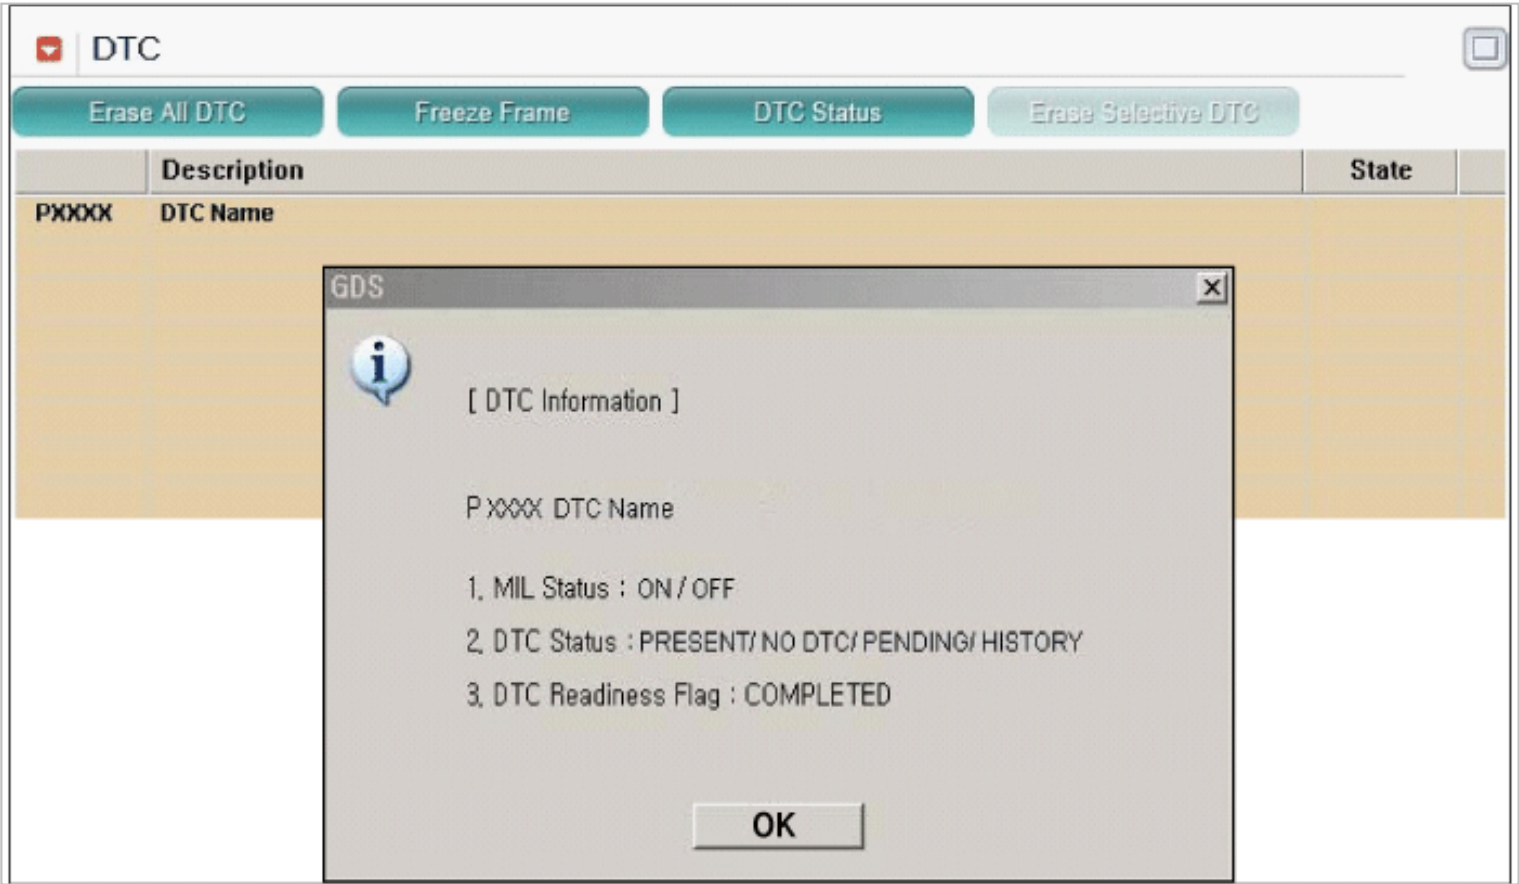 DTC
Erase All DTC Freeze Frame DTC Status Erase Selective DTC
Description State
PXXXX DTC Name
GDS
[ DTC Information ]
P XXXX DTC Name
1. MIL Status : ON / OFF
2. DTC Status : PRESENT/ NO DTC/ PENDING/ HISTORY
3. DTC Readiness Flag : COMPLETED
OK